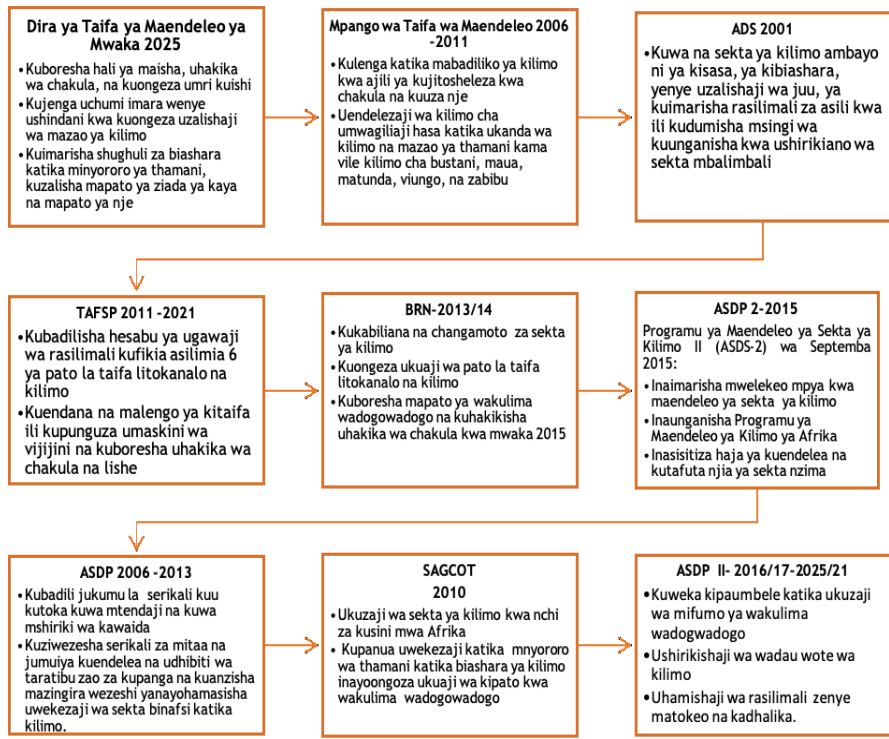 Dira ya Taifa ya Maendeleo ya
Mwaka 2025
•Kuboresha hali ya maisha, uhakika
wa chakula, na kuongeza umri kuishi
•Kujenga uchumi imara wenye
ushindani kwa kuongeza uzalishaji
wa mazao ya kilimo
•Kuimarisha shughuli za biashara
katika minyororo ya thamani,
kuzalisha mapato ya ziada ya kaya
na mapato ya nje
Mpango wa Taifa wa Maendeleo 2006
-2011
•Kulenga katika mabadiliko ya kilimo
kwa ajili ya kujitosheleza kwa
chakula na kuuza nje
•Uendelezaji wa kilimo cha
umwagiliaji hasa katika ukanda wa
kilimo na mazao ya thamani kama
vile kilimo cha bustani, maua,
matunda, viungo, na zabibu
ADS 2001
•Kuwa na sekta ya kilimo ambayo
ni ya kisasa, ya kibiashara,
yenye uzalishaji wa juu, ya
kuimarisha rasilimali za asili kwa
ili kudumisha msingi wa
kuunganisha kwa ushirikiano wa
sekta mbalimbali
TAFSP 2011 -2021
•Kubadilisha hesabu ya ugawaji
wa rasilimali kufikia asilimia 6
ya pato la taifa litokanalo na
kilimo
•Kuendana na malengo ya kitaifa
ili kupunguza umaskini wa
vijijini na kuboresha uhakika wa
chakula na lishe
BRN-2013/14
•Kukabiliana na changamoto za sekta
ya kilimo
•Kuongeza ukuaji wa pato la taifa
litokanalo na kilimo
•Kuboresha mapato ya wakulima
wadogowadogo na kuhakikisha
uhakika wa chakula kwa mwaka 2015
ASDP 2-2015
Programu ya Maendeleo ya Sekta ya
Kilimo II (ASDS-2) wa Septemba
2015:
•Inaimarisha mwelekeo mpya kwa
maendeleo ya sekta ya kilimo
•Inaunganisha Programu ya
Maendeleo ya Kilimo ya Afrika
•Inasisitiza haja ya kuendelea na
kutafuta njia ya sekta nzima
ASDP 2006 -2013
•Kubadili jukumu la serikali kuu
kutoka kuwa mtendaji na kuwa
mshiriki wa kawaida
•Kuziwezesha serikali za mitaa na
jumuiya kuendelea na udhibiti wa
taratibu zao za kupanga na kuanzisha
mazingira wezeshi yanayohamasisha
uwekezaji wa sekta binafsi katika
kilimo.
SAGCOT
2010
•Ukuzaji wa sekta ya kilimo kwa nchi
za kusini mwa Afrika
• Kupanua uwekezaji katika mnyororo
wa thamani katika biashara ya kilimo
inayoongoza ukuaji wa kipato kwa
wakulima wadogowadogo
ASDP II- 2016/17-2025/21
•Kuweka kipaumbele katika ukuzaji
wa mifumo ya wakulima
wadogwadogo
•Ushirikishaji wa wadau wote wa
kilimo
•Uhamishaji wa rasilimali zenye
matokeo na kadhalika.